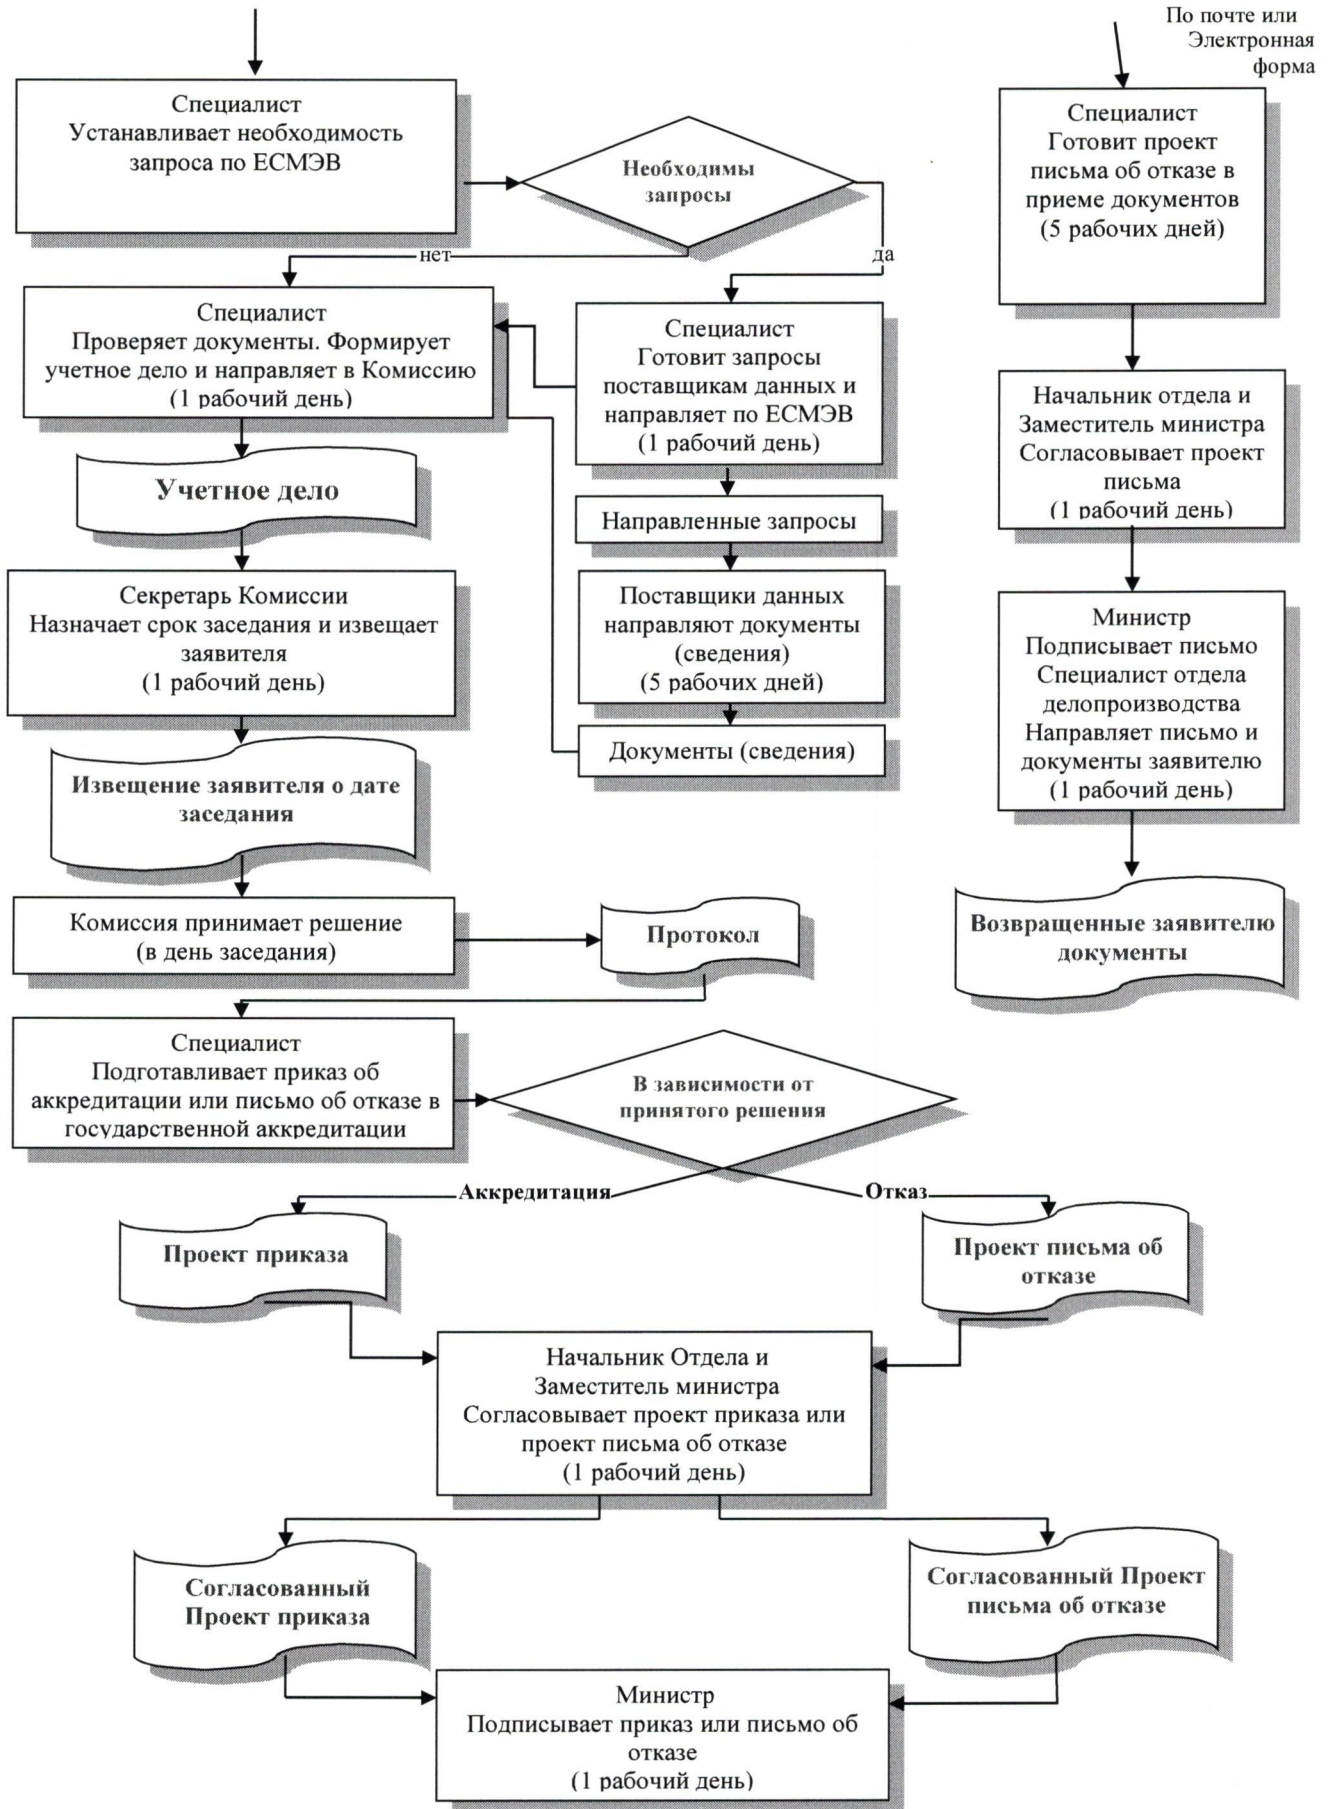 По почте или
Электронная
форма
Специалист
Устанавливает необходимость
запроса по ЕСМЭВ
Необходимы
запросы
Специалист
Готовит проект
письма об отказе в
приеме документов
(5 рабочих дней)
нет
да
Специалист
Проверяет документы. Формирует
учетное дело и направляет в Комиссию
(1 рабочий день)
Специалист
Готовит запросы
поставщикам данных и
направляет по ЕСМЭВ
(1 рабочий день)
Начальник отдела и
Заместитель министра
Согласовывает проект
письма
(1 рабочий день)
Учетное дело
Направленные запросы
Секретарь Комиссии
Назначает срок заседания и извещает
заявителя
(1 рабочий день)
Поставщики данных
направляют документы
(сведения)
(5 рабочих дней)
Министр
Подписывает письмо
Специалист отдела
делопроизводства
Направляет письмо и
документы заявителю
(1 рабочий день)
Документы (сведения)
Извещение заявителя о дате
заседания
Комиссия принимает решение
(в день заседания)
Протокол
Возвращенные заявителю
документы
Специалист
Подготавливает приказ об
аккредитации или письмо об отказе в
государственной аккредитации
В зависимости от
принятого решения
Аккредитация
Отказ
Проект приказа
Проект письма об
отказе
Начальник Отдела и
Заместитель министра
Согласовывает проект приказа или
проект письма об отказе
(1 рабочий день)
Согласованный
Проект приказа
Согласованный Проект
письма об отказе
Министр
Подписывает приказ или письмо об
отказе
(1 рабочий день)